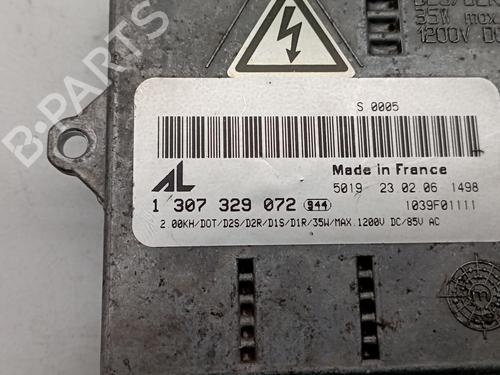 35W max.
1200V DC
S 0005
Made in France
AL
5019 23 02 06 1498
1 307 329 072 944
1039F01111
2.00KH/DOT/D2S/D2R/D1S/D1R/35W/MAX.1200V DC/85V AC
B-PARTS